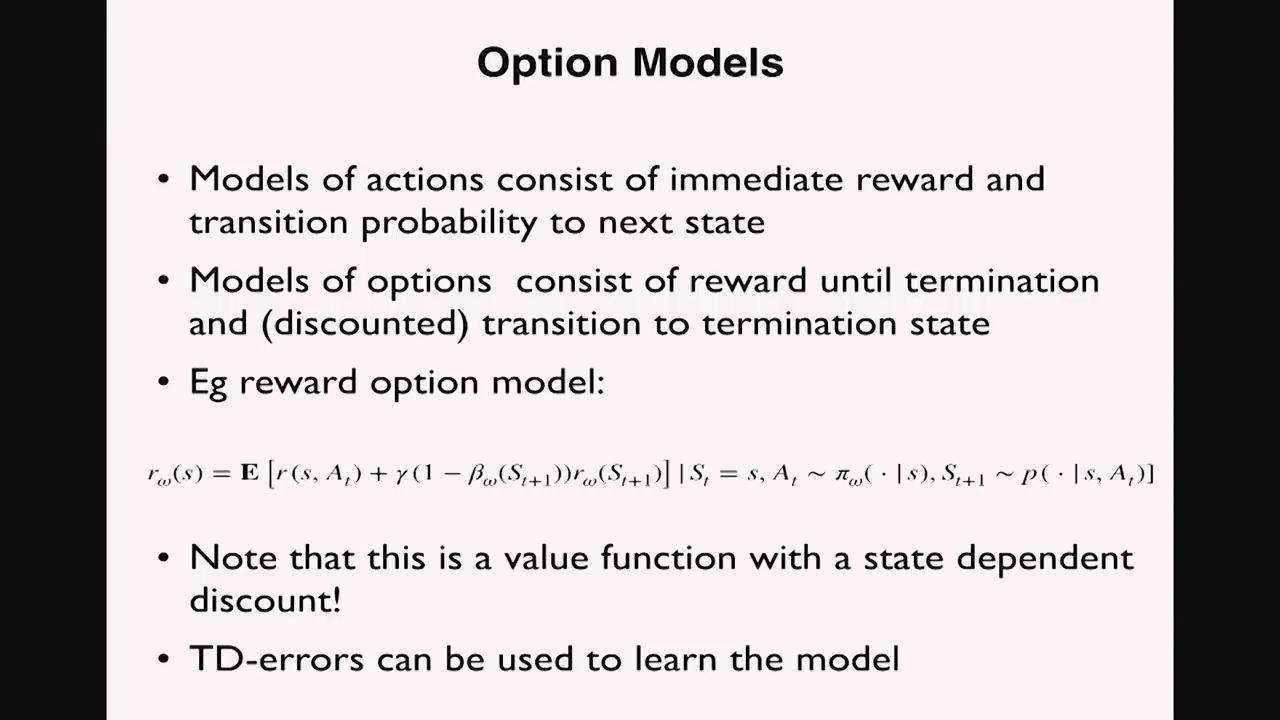 Option Models
• Models of actions consist of immediate reward and
transition probability to next state
• Models of options consist of reward until termination
and (discounted) transition to termination state
• Eg reward option model:
r_ω(s) = E [r(s, A_t) + γ(1 − β_ω(S_{t+1}))r_ω(S_{t+1})] | S_t = s, A_t ∼ π_ω( · | s), S_{t+1} ∼ p( · | s, A_t)]
• Note that this is a value function with a state dependent
discount!
• TD-errors can be used to learn the model